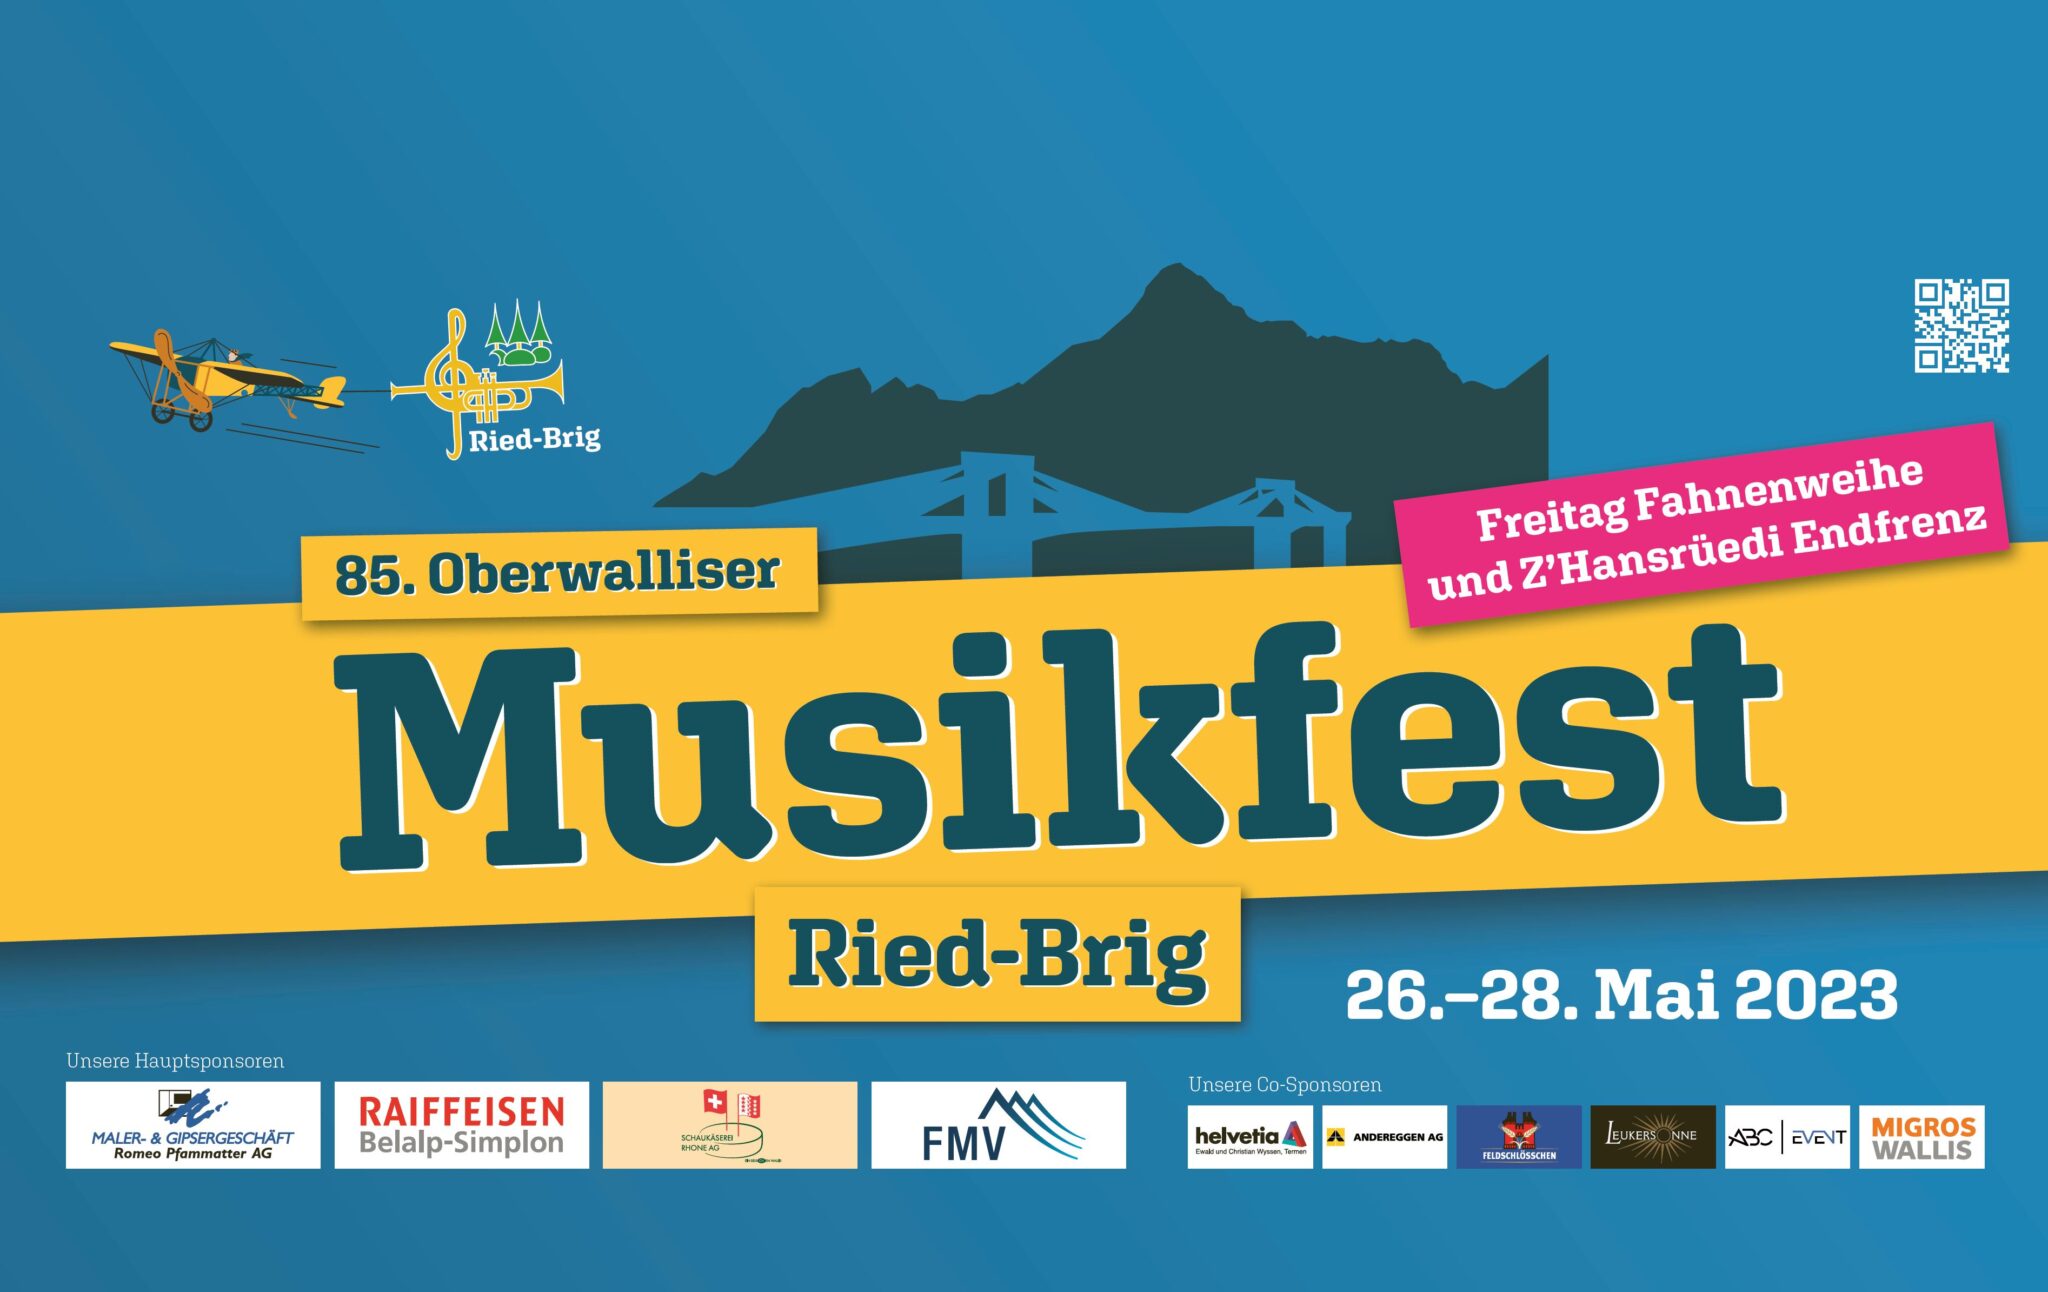 Ried-Brig
Freitag Fahnenweihe
und Z'Hansrüedi Endfrenz
85. Oberwalliser
Musikfest
Ried-Brig
26.–28. Mai 2023
Unsere Hauptsponsoren
MALER- & GIPSERGESCHÄFT
Romeo Pfammatter AG
RAIFFEISEN
Belalp-Simplon
SCHAUKÄSEREI
RHONE AG
FMV
Unsere Co-Sponsoren
helvetia
Ewald und Christian Wyssen, Termen
ANDEREGGEN AG
FELDSCHLÖSSCHEN
LEUKERSONNE
ABC | EVENT
MIGROS
WALLIS